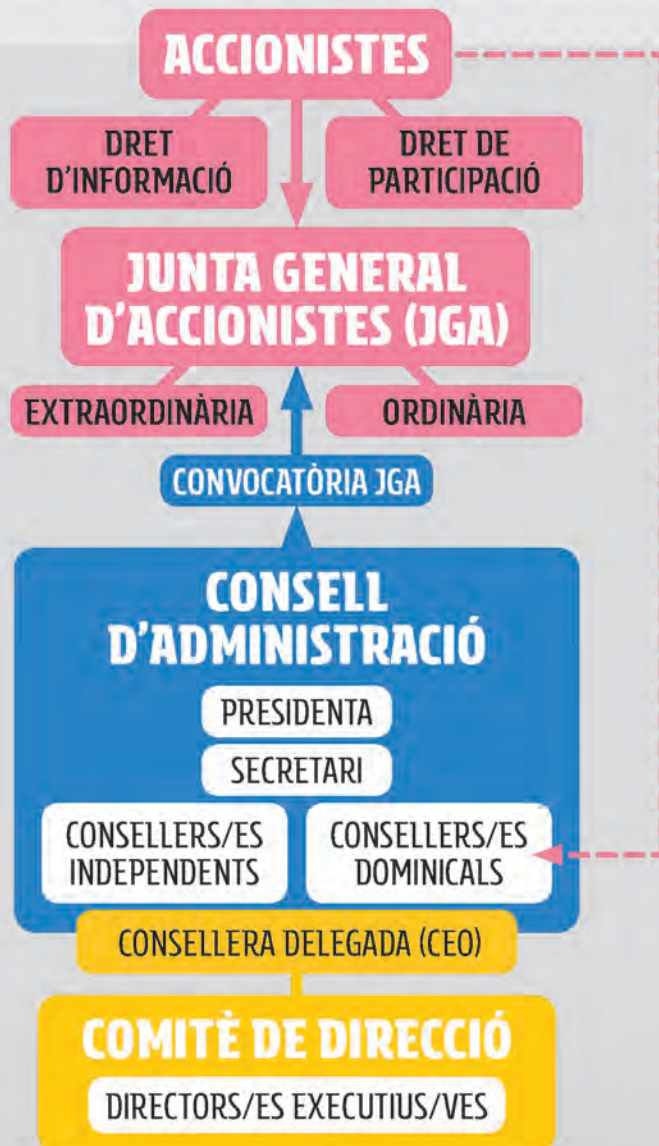 ACCIONISTES
DRET
D'INFORMACIÓ
DRET DE
PARTICIPACIÓ
JUNTA GENERAL
D'ACCIONISTES (JGA)
EXTRAORDINÀRIA
ORDINÀRIA
CONVOCATÒRIA JGA
CONSELL
D'ADMINISTRACIÓ
PRESIDENTA
SECRETARI
CONSELLERS/ES
INDEPENDENTS
CONSELLERS/ES
DOMINICALS
CONSELLERA DELEGADA (CEO)
COMITÈ DE DIRECCIÓ
DIRECTORS/ES EXECUTIUS/VES